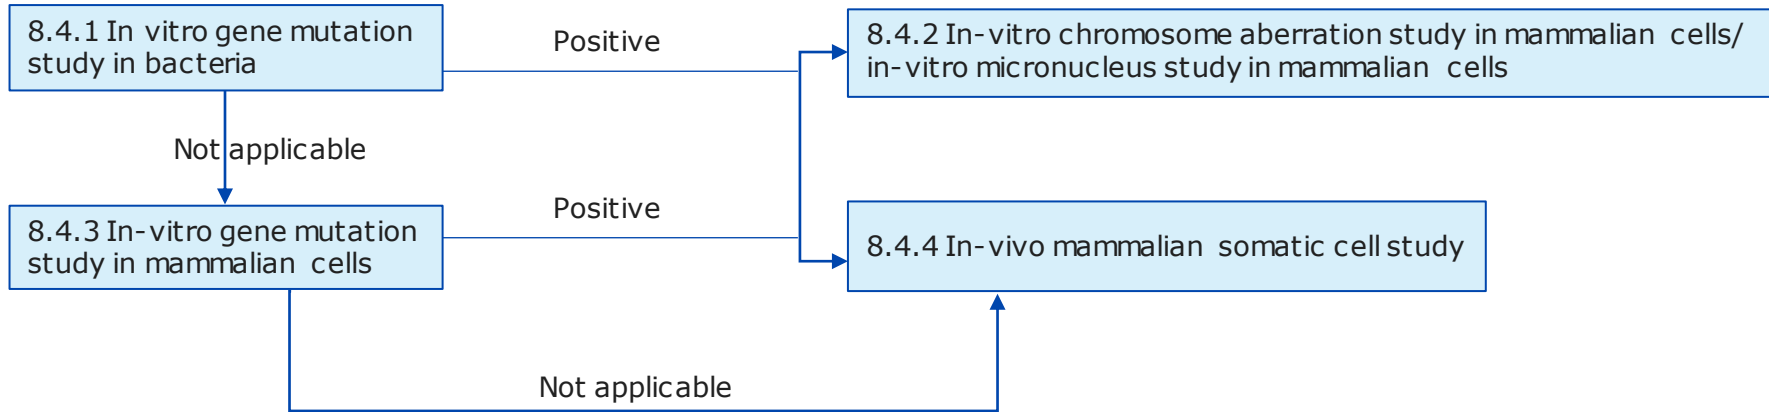 8.4.1 In vitro gene mutation
study in bacteria
Positive
8.4.2 In-vitro chromosome aberration study in mammalian cells/
in-vitro micronucleus study in mammalian cells
Not applicable
8.4.3 In-vitro gene mutation
study in mammalian cells
Positive
8.4.4 In-vivo mammalian somatic cell study
Not applicable